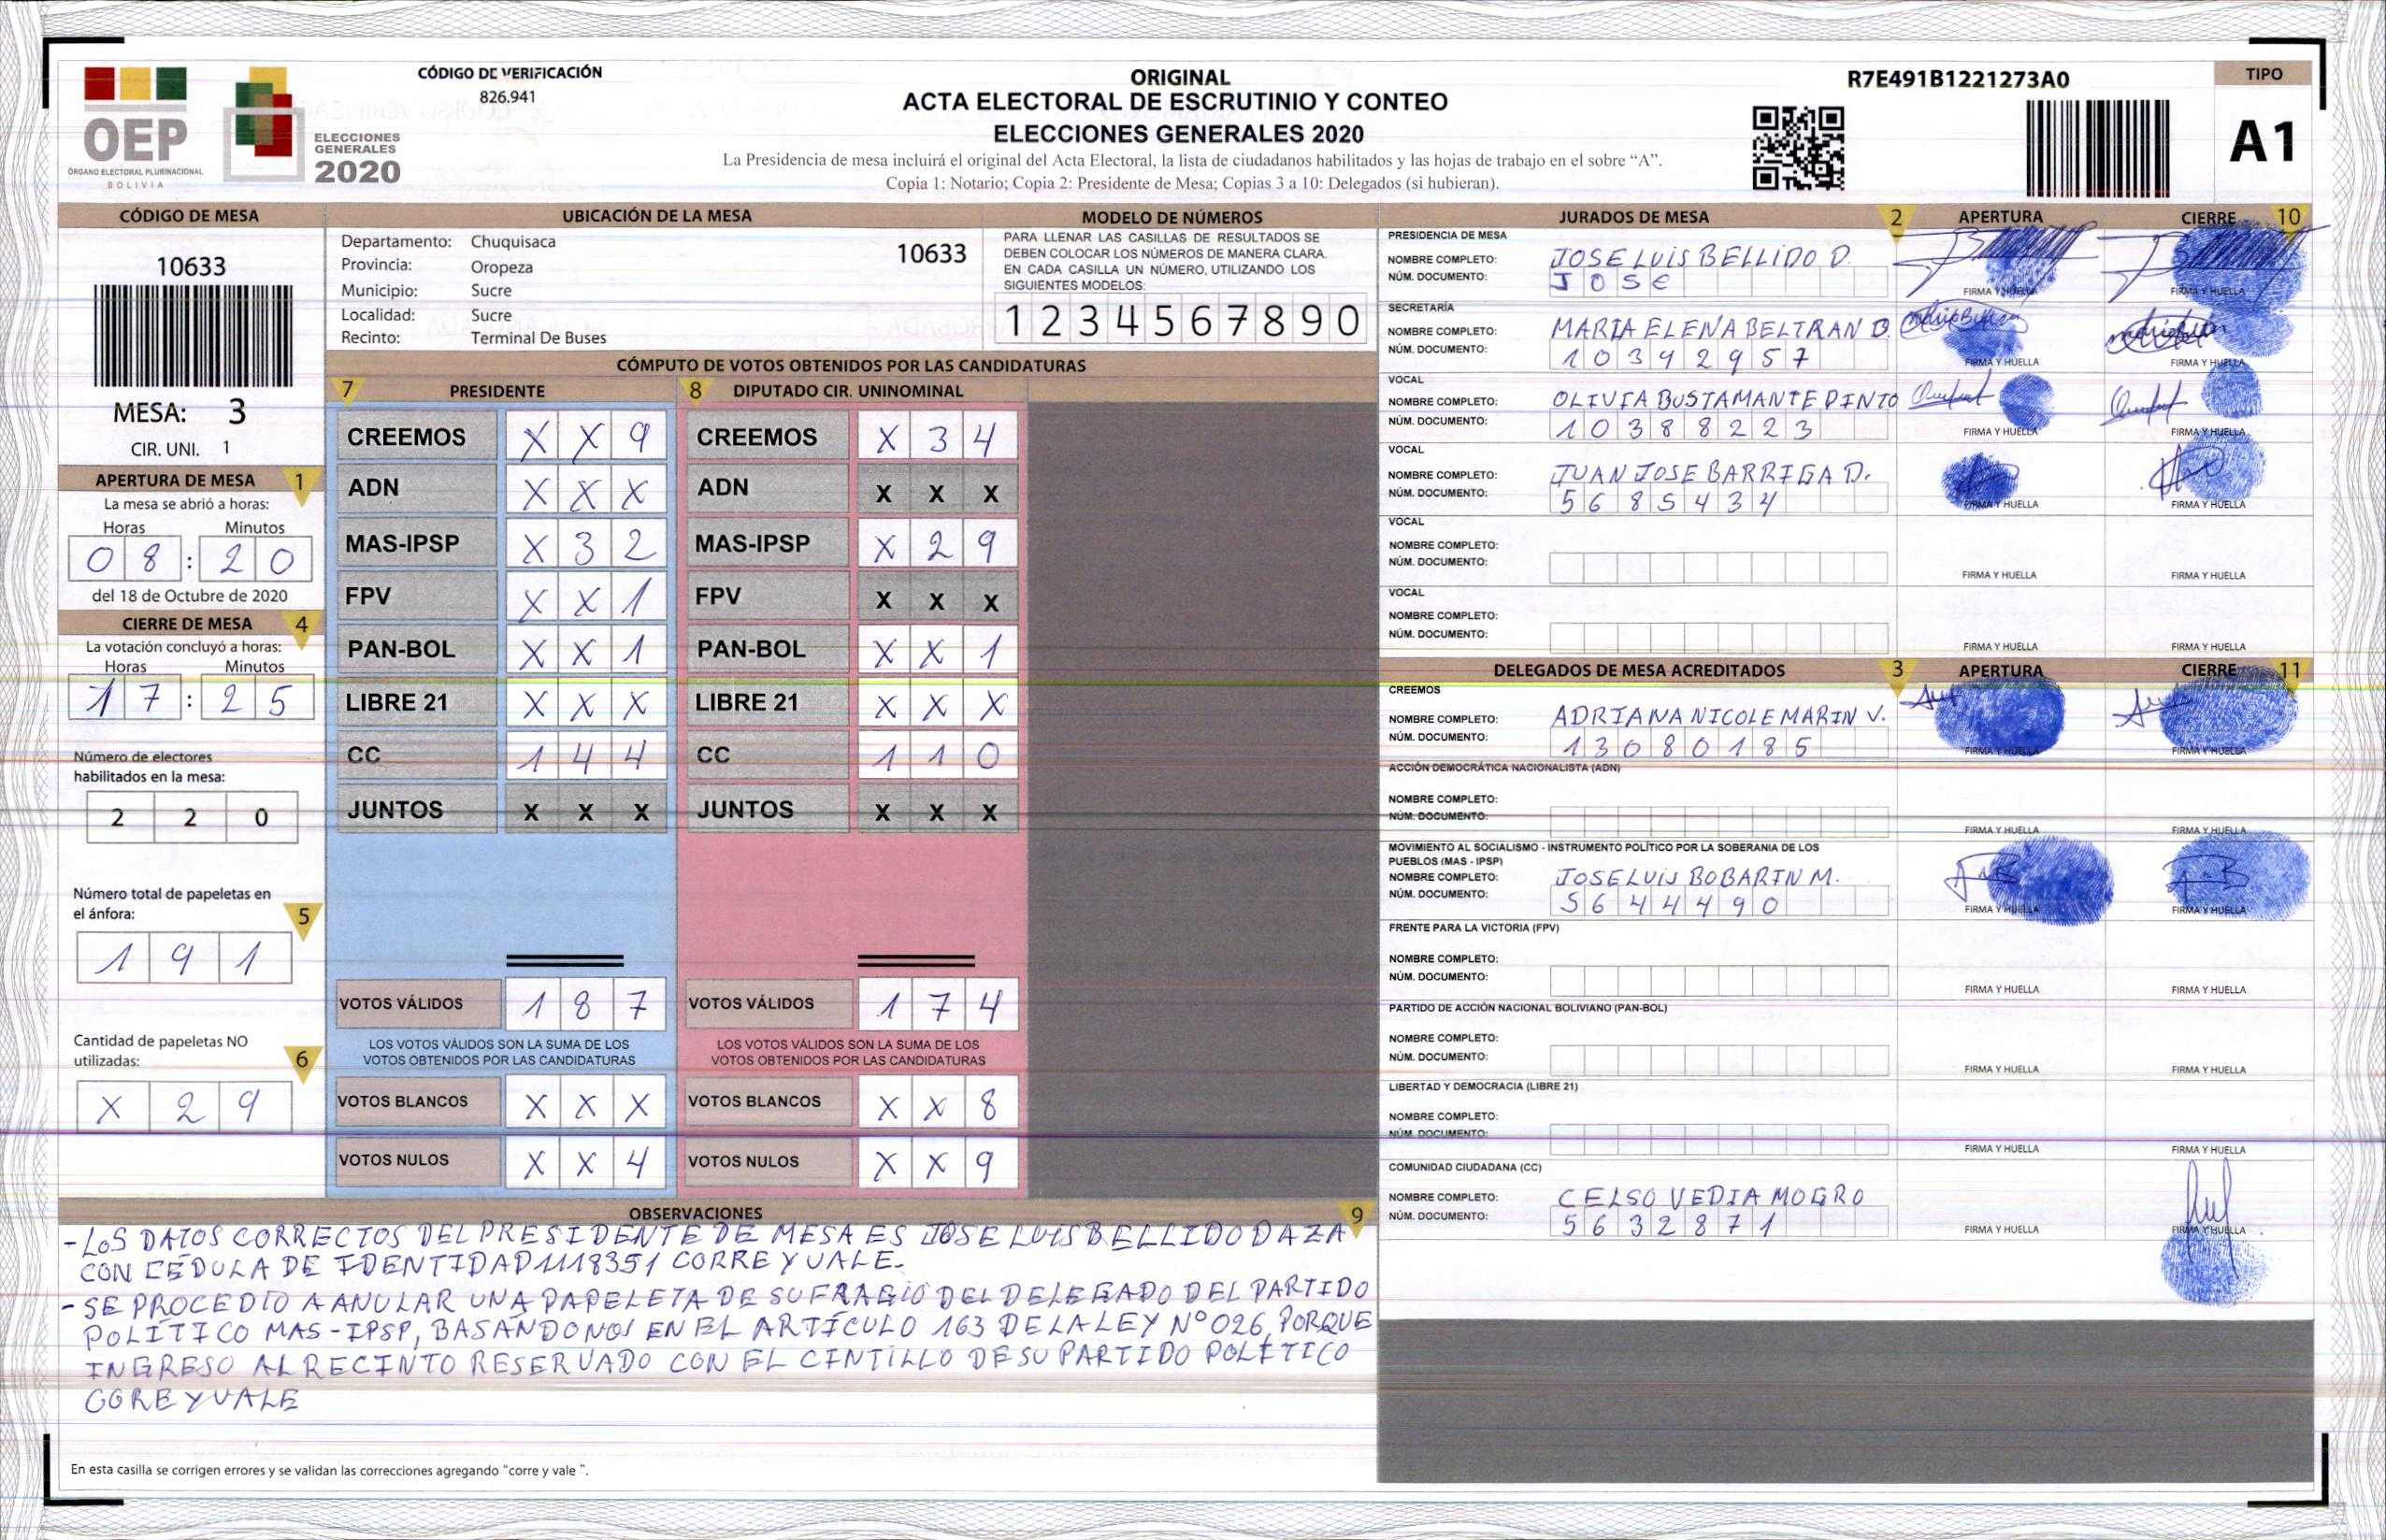 OEP
ÓRGANO ELECTORAL PLURINACIONAL
BOLIVIA
ELECCIONES
GENERALES
2020
CÓDIGO DE VERIFICACIÓN
826.941
ORIGINAL
ACTA ELECTORAL DE ESCRUTINIO Y CONTEO
ELECCIONES GENERALES 2020
La Presidencia de mesa incluirá el original del Acta Electoral, la lista de ciudadanos habilitados y las hojas de trabajo en el sobre “A”.
Copia 1: Notario; Copia 2: Presidente de Mesa; Copias 3 a 10: Delegados (si hubieran).
R7E491B1221273A0
TIPO
A1
CÓDIGO DE MESA
10633
MESA: 3
CIR. UNI. 1
APERTURA DE MESA 1
La mesa se abrió a horas:
Horas Minutos
0 8 : 2 0
del 18 de Octubre de 2020
CIERRE DE MESA 4
La votación concluyó a horas:
Horas Minutos
1 7 : 2 5
Número de electores
habilitados en la mesa:
2 2 0
Número total de papeletas en
el ánfora: 5
1 9 1
Cantidad de papeletas NO
utilizadas: 6
X 2 9
UBICACIÓN DE LA MESA
Departamento: Chuquisaca 10633
Provincia: Oropeza
Municipio: Sucre
Localidad: Sucre
Recinto: Terminal De Buses
MODELO DE NÚMEROS
PARA LLENAR LAS CASILLAS DE RESULTADOS SE
DEBEN COLOCAR LOS NÚMEROS DE MANERA CLARA.
EN CADA CASILLA UN NÚMERO, UTILIZANDO LOS
SIGUIENTES MODELOS:
1 2 3 4 5 6 7 8 9 0
CÓMPUTO DE VOTOS OBTENIDOS POR LAS CANDIDATURAS
7 PRESIDENTE 8 DIPUTADO CIR. UNINOMINAL
CREEMOS X X 9 CREEMOS X 3 4
ADN X X X ADN X X X
MAS-IPSP X 3 2 MAS-IPSP X 2 9
FPV X X 1 FPV X X X
PAN-BOL X X 1 PAN-BOL X X 1
LIBRE 21 X X X LIBRE 21 X X X
CC 1 4 4 CC 1 1 0
JUNTOS X X X JUNTOS X X X
VOTOS VÁLIDOS 1 8 7 VOTOS VÁLIDOS 1 7 4
LOS VOTOS VÁLIDOS SON LA SUMA DE LOS LOS VOTOS VÁLIDOS SON LA SUMA DE LOS
VOTOS OBTENIDOS POR LAS CANDIDATURAS VOTOS OBTENIDOS POR LAS CANDIDATURAS
VOTOS BLANCOS X X X VOTOS BLANCOS X X 8
VOTOS NULOS X X 4 VOTOS NULOS X X 9
OBSERVACIONES 9
- LOS DATOS CORRECTOS DEL PRESIDENTE DE MESA ES JOSE LUIS BELLIDO DAZA
CON CÉDULA DE IDENTIDAD 1118351 CORRE Y VALE.
- SE PROCEDIO A ANULAR UNA PAPELETA DE SUFRAGIO DEL DELEGADO DEL PARTIDO
POLÍTICO MAS-IPSP, BASANDONOS EN EL ARTÍCULO 163 DE LA LEY Nº 026, PORQUE
INGRESO AL RECINTO RESERVADO CON EL CINTILLO DE SU PARTIDO POLÍTICO
CORE Y VALE
En esta casilla se corrigen errores y se validan las correcciones agregando “corre y vale ”.
JURADOS DE MESA 2 APERTURA CIERRE 10
PRESIDENCIA DE MESA
NOMBRE COMPLETO: JOSE LUIS BELLIDO D.
NÚM. DOCUMENTO: J O S E
FIRMA Y HUELLA FIRMA Y HUELLA
SECRETARÍA
NOMBRE COMPLETO: MARIA ELENA BELTRAN D.
NÚM. DOCUMENTO: 1 0 3 9 2 9 5 7
FIRMA Y HUELLA FIRMA Y HUELLA
VOCAL
NOMBRE COMPLETO: OLIVIA BUSTAMANTE PINTO
NÚM. DOCUMENTO: 1 0 3 8 8 2 2 3
FIRMA Y HUELLA FIRMA Y HUELLA
VOCAL
NOMBRE COMPLETO: JUAN JOSE BARRIGA D.
NÚM. DOCUMENTO: 5 6 8 5 4 3 4
FIRMA Y HUELLA FIRMA Y HUELLA
VOCAL
NOMBRE COMPLETO:
NÚM. DOCUMENTO:
FIRMA Y HUELLA FIRMA Y HUELLA
VOCAL
NOMBRE COMPLETO:
NÚM. DOCUMENTO:
FIRMA Y HUELLA FIRMA Y HUELLA
DELEGADOS DE MESA ACREDITADOS 3 APERTURA CIERRE 11
CREEMOS
NOMBRE COMPLETO: ADRIANA NICOLE MARIN V.
NÚM. DOCUMENTO: 1 3 0 8 0 1 8 5
FIRMA Y HUELLA FIRMA Y HUELLA
ACCIÓN DEMOCRÁTICA NACIONALISTA (ADN)
NOMBRE COMPLETO:
NÚM. DOCUMENTO:
FIRMA Y HUELLA FIRMA Y HUELLA
MOVIMIENTO AL SOCIALISMO - INSTRUMENTO POLÍTICO POR LA SOBERANIA DE LOS
PUEBLOS (MAS - IPSP)
NOMBRE COMPLETO: JOSE LUIS BOBARIN M.
NÚM. DOCUMENTO: 5 6 4 4 4 9 0
FIRMA Y HUELLA FIRMA Y HUELLA
FRENTE PARA LA VICTORIA (FPV)
NOMBRE COMPLETO:
NÚM. DOCUMENTO:
FIRMA Y HUELLA FIRMA Y HUELLA
PARTIDO DE ACCIÓN NACIONAL BOLIVIANO (PAN-BOL)
NOMBRE COMPLETO:
NÚM. DOCUMENTO:
FIRMA Y HUELLA FIRMA Y HUELLA
LIBERTAD Y DEMOCRACIA (LIBRE 21)
NOMBRE COMPLETO:
NÚM. DOCUMENTO:
FIRMA Y HUELLA FIRMA Y HUELLA
COMUNIDAD CIUDADANA (CC)
NOMBRE COMPLETO: CELSO VEDIA MOGRO
NÚM. DOCUMENTO: 5 6 3 2 8 7 1
FIRMA Y HUELLA FIRMA Y HUELLA